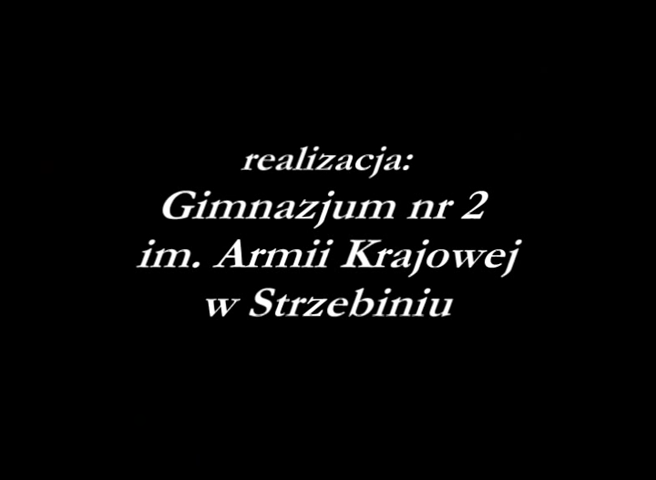 realizacja:
Gimnazjum nr 2
im. Armii Krajowej
w Strzebiniu